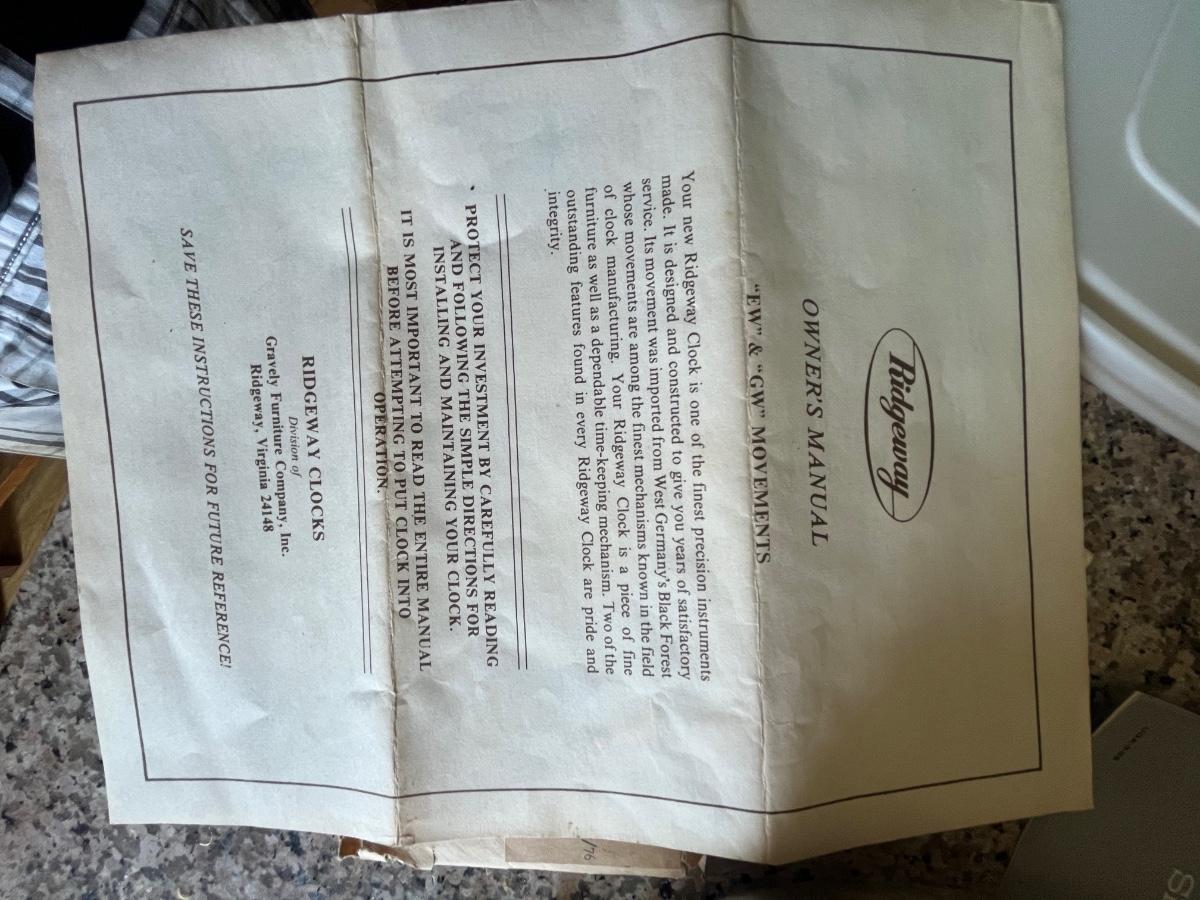 Ridgeway
OWNER'S MANUAL
"EW" & "GW" MOVEMENTS
Your new Ridgeway Clock is one of the finest precision instruments
made. It is designed and constructed to give you years of satisfactory
service. Its movement was imported from West Germany's Black Forest
whose movements are among the finest mechanisms known in the field
of clock manufacturing. Your Ridgeway Clock is a piece of fine
furniture as well as a dependable time-keeping mechanism. Two of the
outstanding features found in every Ridgeway Clock are pride and
integrity.
PROTECT YOUR INVESTMENT BY CAREFULLY READING
AND FOLLOWING THE SIMPLE DIRECTIONS FOR
INSTALLING AND MAINTAINING YOUR CLOCK.
IT IS MOST IMPORTANT TO READ THE ENTIRE MANUAL
BEFORE ATTEMPTING TO PUT CLOCK INTO
OPERATION.
RIDGEWAY CLOCKS
Division of
Gravely Furniture Company, Inc.
Ridgeway, Virginia 24148
SAVE THESE INSTRUCTIONS FOR FUTURE REFERENCE!
/76